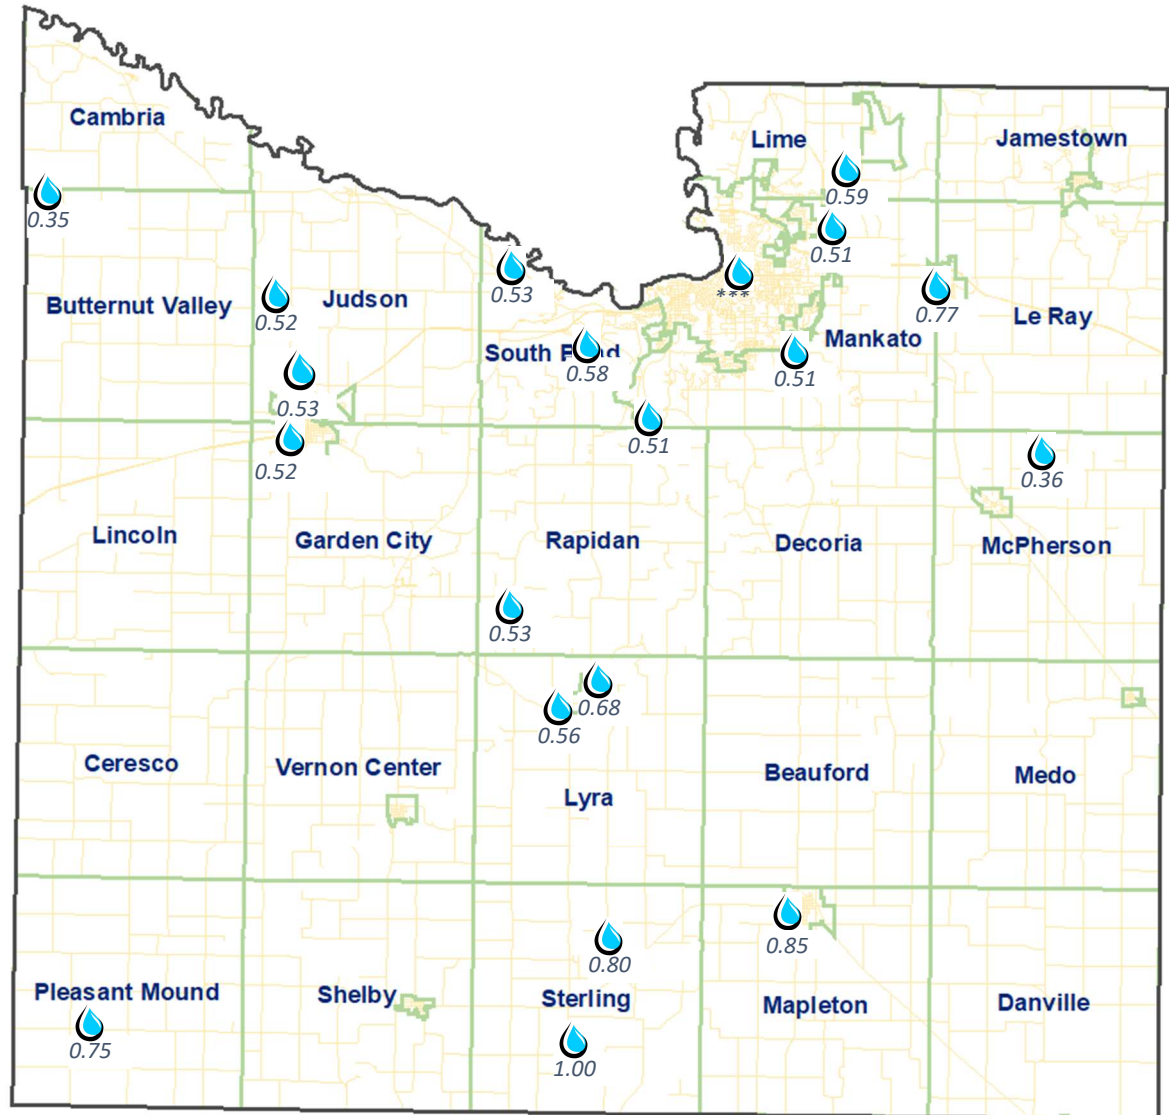 Cambria
Lime
Jamestown
0.35
0.59
0.51
Butternut Valley
Judson
0.53
***
0.77
Le Ray
0.52
South
Mankato
0.58
0.51
0.53
0.51
0.52
0.36
Lincoln
Garden City
Rapidan
Decoria
McPherson
0.53
0.68
0.56
Ceresco
Vernon Center
Lyra
Beauford
Medo
0.85
0.80
Pleasant Mound
Shelby
Sterling
Mapleton
Danville
0.75
1.00